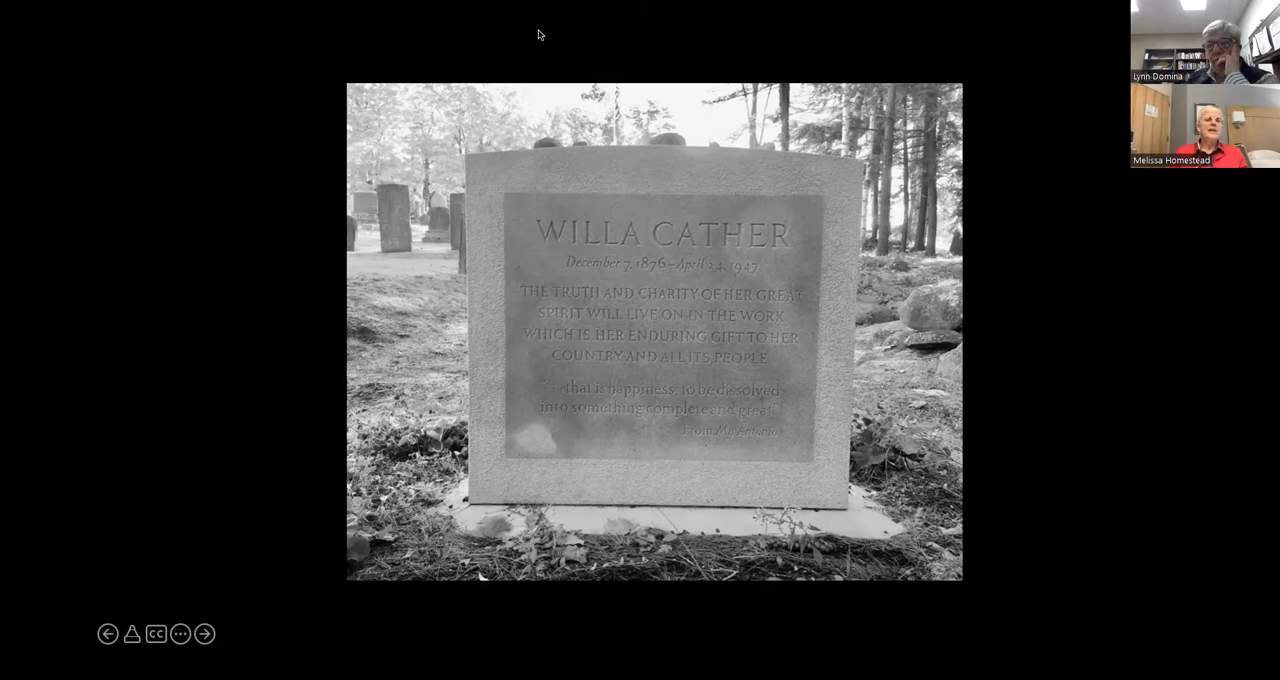 Lynn Domina
Melissa Homestead
WILLA CATHER
December 7, 1876–April 24, 1947
THE TRUTH AND CHARITY OF HER GREAT
SPIRIT WILL LIVE ON IN THE WORK
WHICH IS HER ENDURING GIFT TO HER
COUNTRY AND ALL ITS PEOPLE
". . . that is happiness; to be dissolved
into something complete and great"
From My Antonia
CC